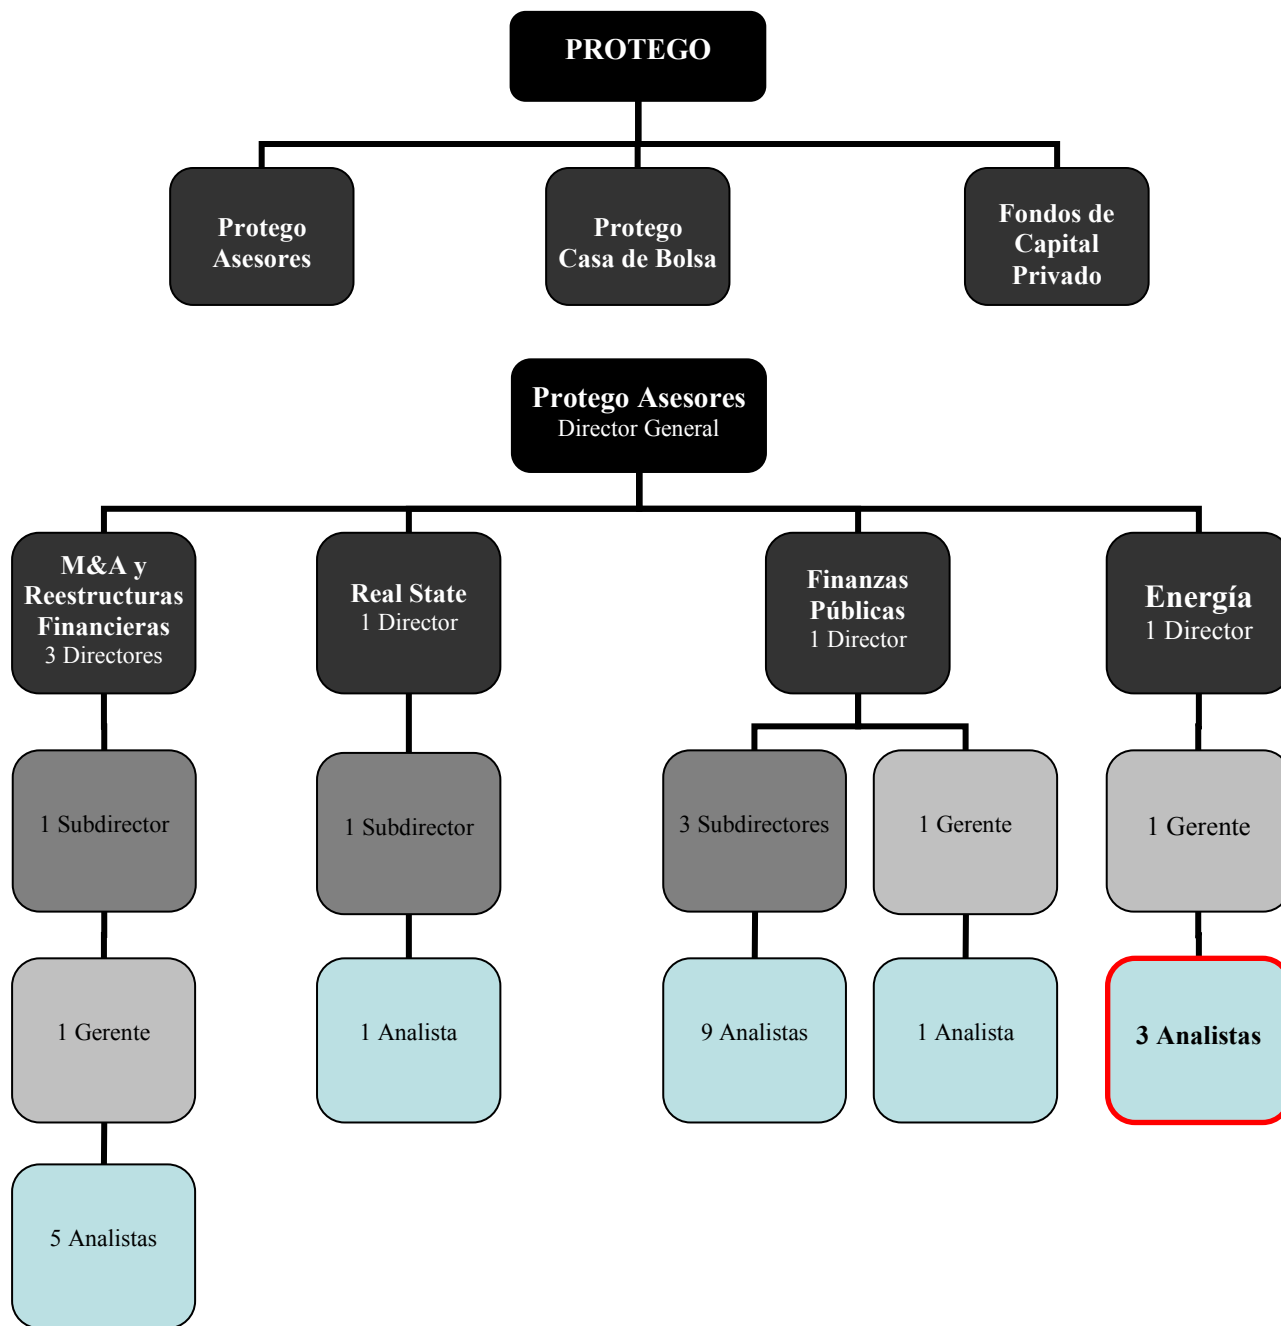 PROTEGO
Protego
Asesores
Protego
Casa de Bolsa
Fondos de
Capital
Privado
Protego Asesores
Director General
M&A y
Reestructuras
Financieras
3 Directores
Real State
1 Director
Finanzas
Públicas
1 Director
Energía
1 Director
1 Subdirector
1 Subdirector
3 Subdirectores
1 Gerente
1 Gerente
1 Gerente
1 Analista
9 Analistas
1 Analista
3 Analistas
5 Analistas